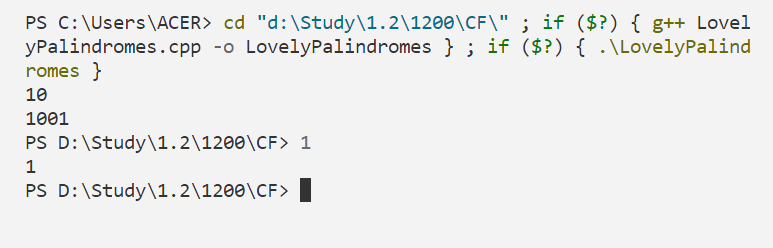 PS C:\Users\ACER> cd "d:\Study\1.2\1200\CF\" ; if ($?) { g++ Lovel
yPalindromes.cpp -o LovelyPalindromes } ; if ($?) { .\LovelyPalind
romes }
10
1001
PS D:\Study\1.2\1200\CF> 1
1
PS D:\Study\1.2\1200\CF>